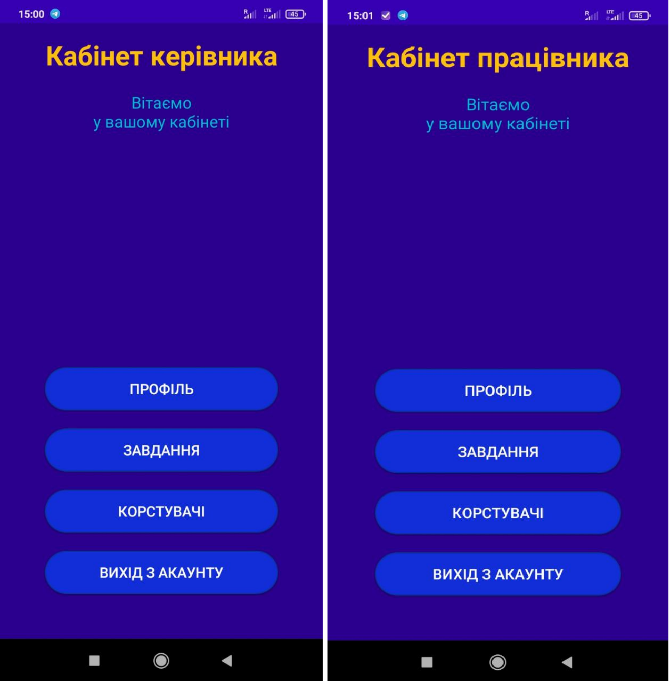 15:00
45
Кабінет керівника
Вітаємо
у вашому кабінеті
ПРОФІЛЬ
ЗАВДАННЯ
КОРСТУВАЧІ
ВИХІД З АКАУНТУ
15:01
45
Кабінет працівника
Вітаємо
у вашому кабінеті
ПРОФІЛЬ
ЗАВДАННЯ
КОРСТУВАЧІ
ВИХІД З АКАУНТУ